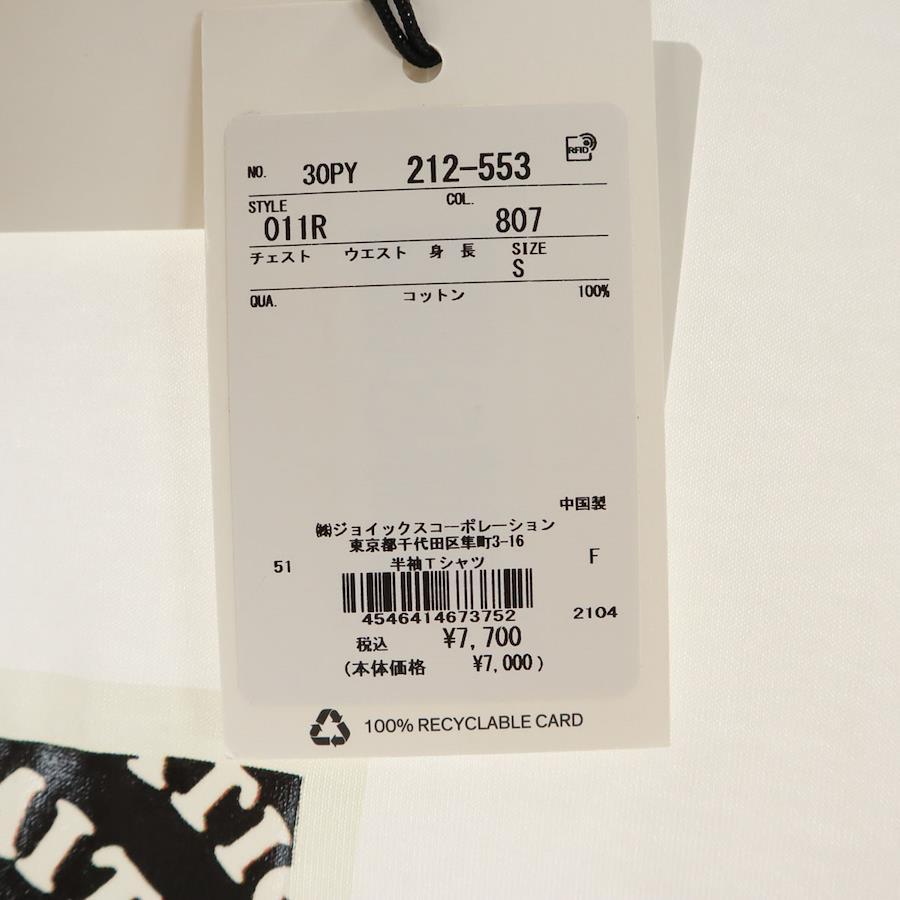 RFID
NO. 30PY 212-553
STYLE COL.
011R 807
チェスト ウエスト 身 長 SIZE
S
QUA. コットン 100%
中国製
㈱ジョイックスコーポレーション
東京都千代田区隼町3-16
51 半袖Tシャツ F
4546414673752 2104
税込 ¥7,700
(本体価格 ¥7,000)
100% RECYCLABLE CARD